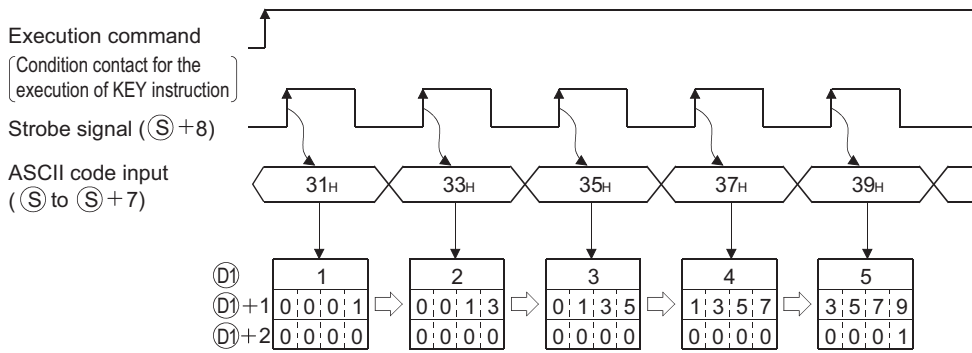 Execution command
Condition contact for the
execution of KEY instruction
Strobe signal (Ⓢ+8)
ASCII code input
(Ⓢ to Ⓢ+7)
31H 33H 35H 37H 39H
D1 1 2 3 4 5
D1+1 0 0 0 1 0 0 1 3 0 1 3 5 1 3 5 7 3 5 7 9
D1+2 0 0 0 0 0 0 0 0 0 0 0 0 0 0 0 0 0 0 0 1